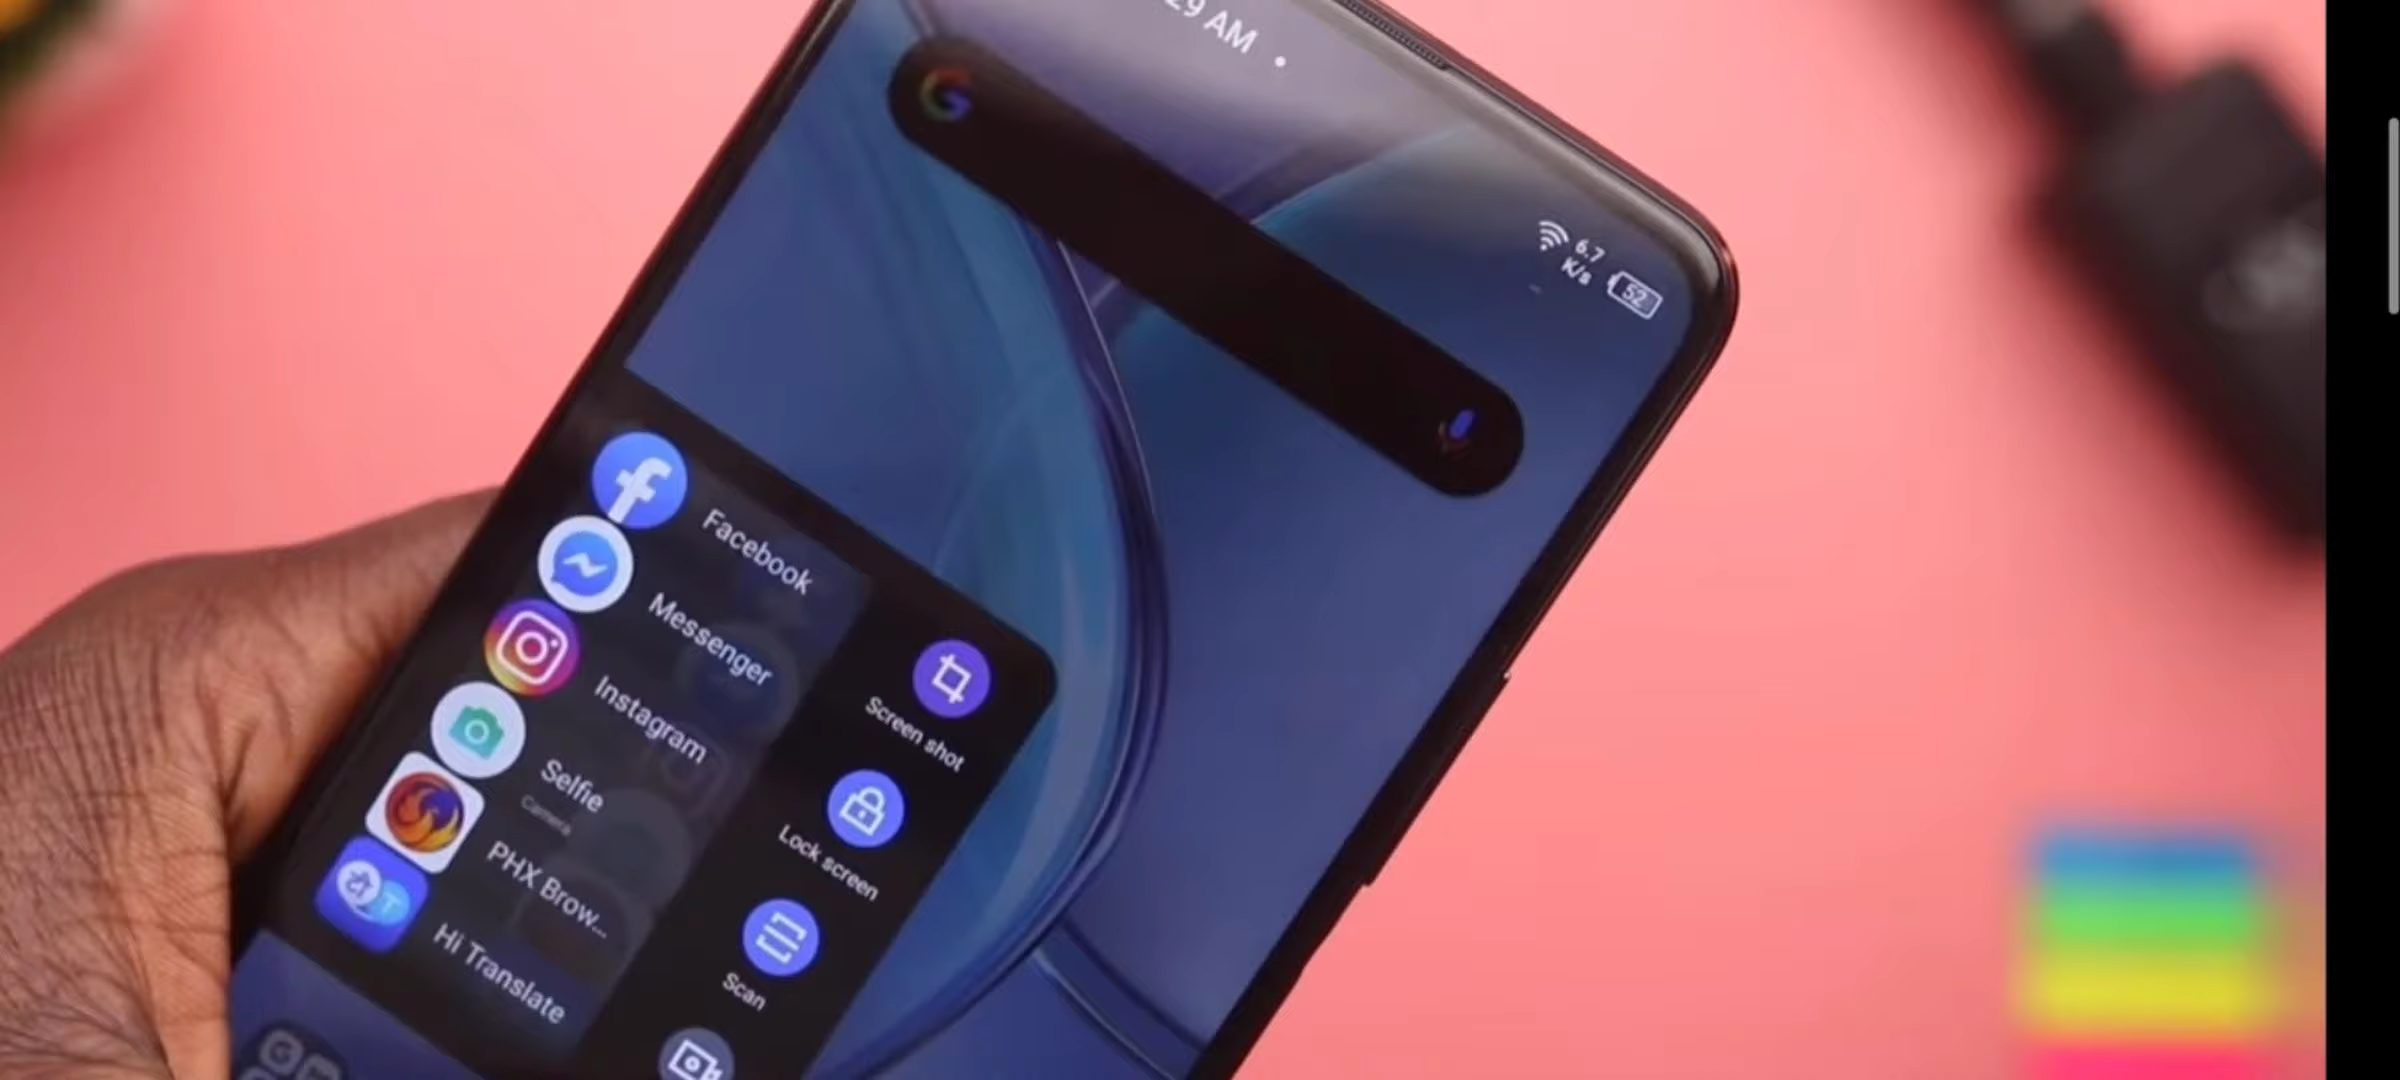 29 AM
6.7
K/s
52
Facebook
Messenger
Instagram
Selfie
Camera
PHX Brow...
Hi Translate
Screen shot
Lock screen
Scan